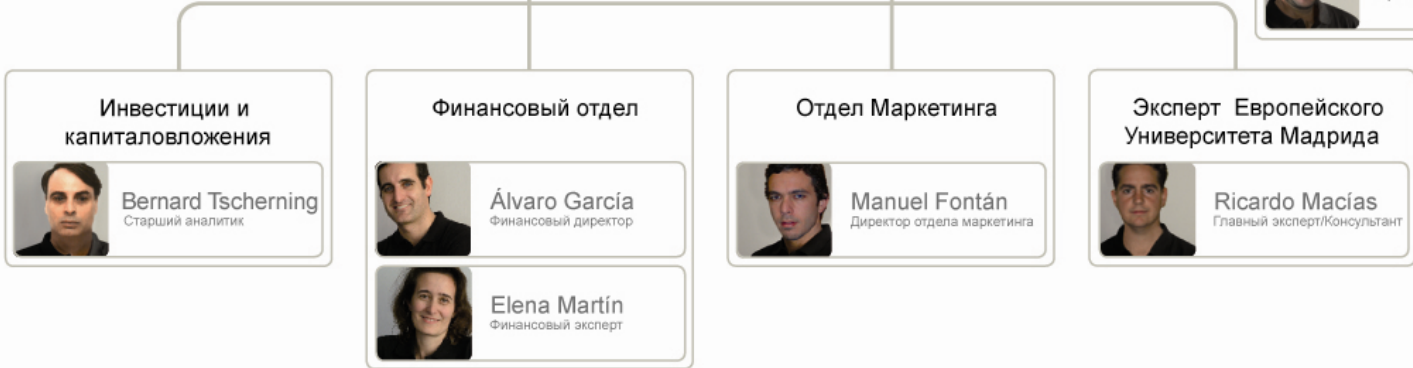 Инвестиции и
капиталовложения
Bernard Tscherning
Старший аналитик
Финансовый отдел
Álvaro García
Финансовый директор
Elena Martín
Финансовый эксперт
Отдел Маркетинга
Manuel Fontán
Директор отдела маркетинга
Эксперт Европейского
Университета Мадрида
Ricardo Macías
Главный эксперт/Консультант